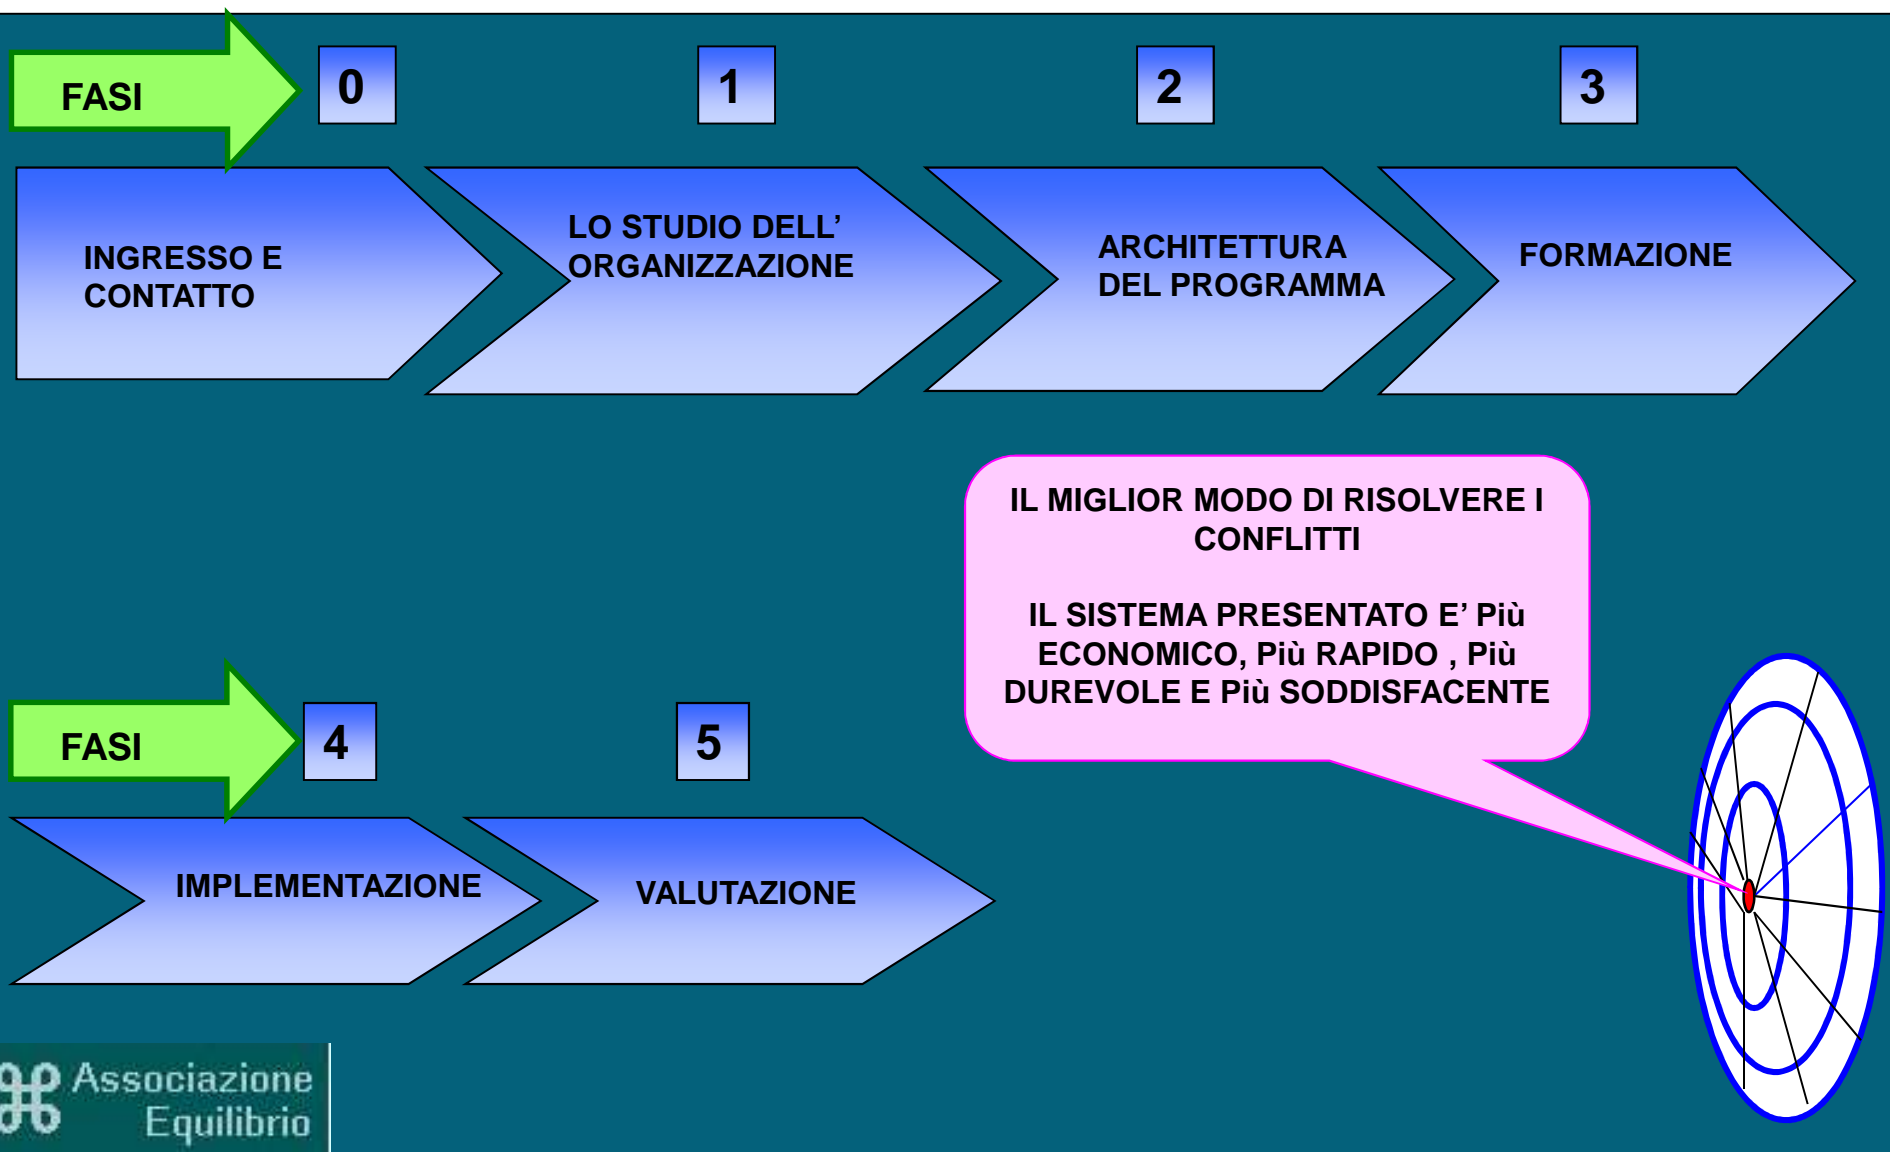 FASI
0
1
2
3
INGRESSO E
CONTATTO
LO STUDIO DELL’
ORGANIZZAZIONE
ARCHITETTURA
DEL PROGRAMMA
FORMAZIONE
IL MIGLIOR MODO DI RISOLVERE I
CONFLITTI
IL SISTEMA PRESENTATO E’ Più
ECONOMICO, Più RAPIDO , Più
DUREVOLE E Più SODDISFACENTE
FASI
4
5
IMPLEMENTAZIONE
VALUTAZIONE
Associazione
Equilibrio